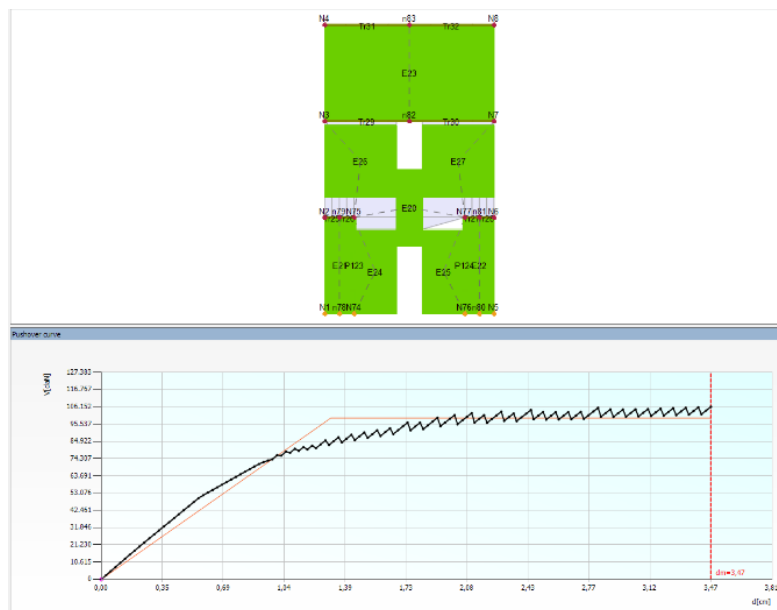 N4 n83 N8
Tr31 Tr32
E23
N3 n82 N7
Tr29 Tr30
E26 E27
E20
N2 n79 N75 N77 n81 N6
E24 E25
P124 E22
N1 n78 N74 N76 n80 N5
Pushover curve
V[daN]
127.383
116.767
106.152
95.537
84.922
74.307
63.691
53.076
42.461
31.846
21.230
10.615
0
dm=3,47
0,00 0,35 0,69 1,04 1,39 1,73 2,08 2,43 2,77 3,12 3,47 3,81
d[cm]